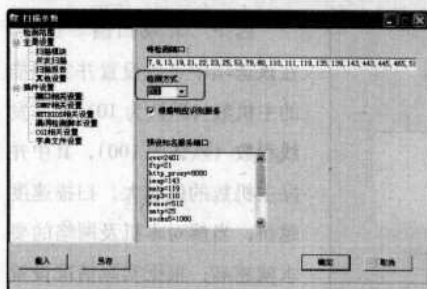 扫描参数
检测范围
全局设置
扫描模块
并发扫描
扫描报告
其他设置
插件设置
端口相关设置
SNMP相关设置
NETBIOS相关设置
漏洞检测脚本设置
CGI相关设置
字典文件设置
待检测端口
7,9,13,19,21,22,23,25,53,79,80,110,111,119,135,139,143,443,445,465,5
检测方式
根据响应识别服务
预设知名服务端口
cvs=2401
ftp=21
http_proxy=8080
imap=143
nntp=119
pop3=110
rexec=512
smtp=25
socks5=1080
载入
另存
确定
取消